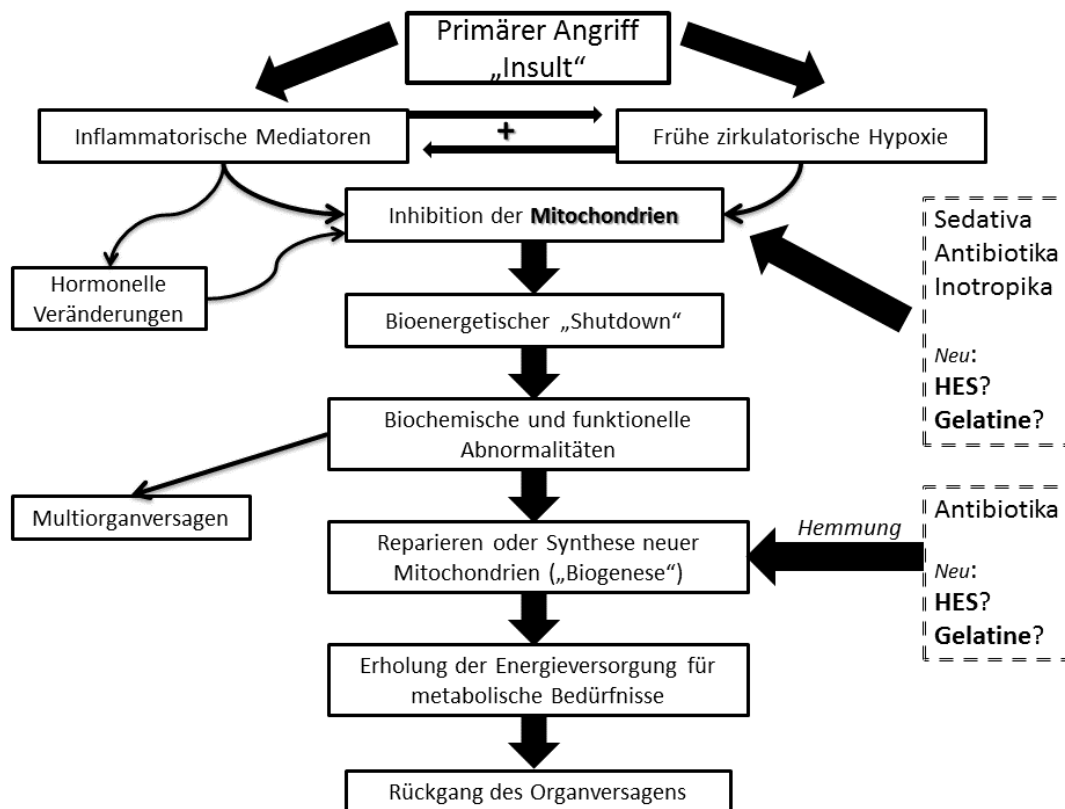 Primärer Angriff
„Insult“
Inflammatorische Mediatoren
+
Frühe zirkulatorische Hypoxie
Inhibition der Mitochondrien
Sedativa
Antibiotika
Inotropika
Neu:
HES?
Gelatine?
Hormonelle
Veränderungen
Bioenergetischer „Shutdown“
Biochemische und funktionelle
Abnormalitäten
Multiorganversagen
Reparieren oder Synthese neuer
Mitochondrien („Biogenese“)
Hemmung
Antibiotika
Neu:
HES?
Gelatine?
Erholung der Energieversorgung für
metabolische Bedürfnisse
Rückgang des Organversagens